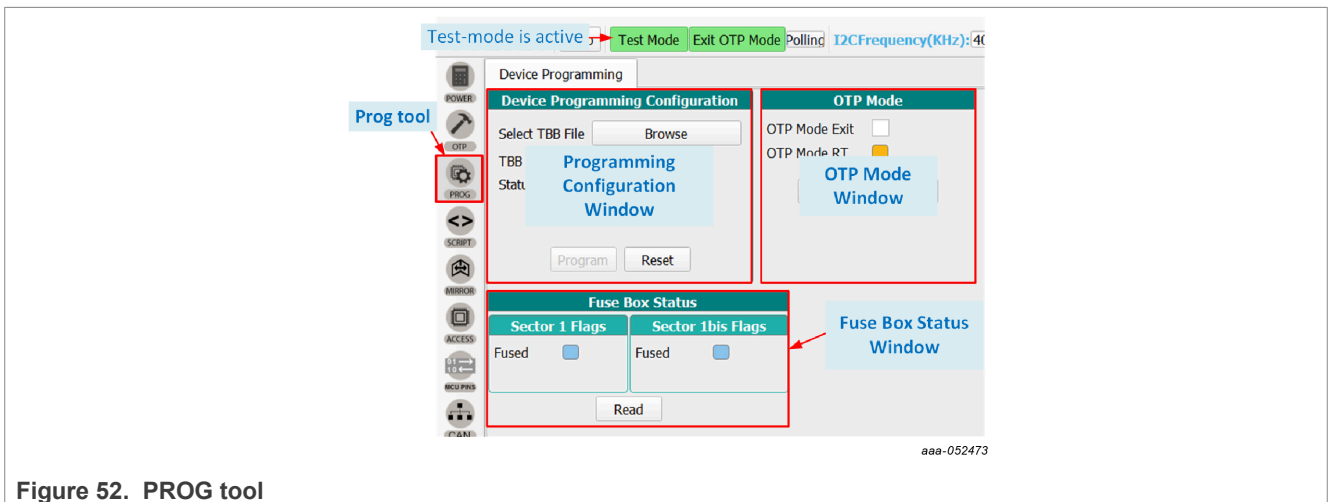 Test-mode is active
Test Mode Exit OTP Mode Polling I2CFrequency(KHz): 40
Device Programming
POWER
Prog tool
Device Programming Configuration
OTP Mode
Select TBB File Browse
OTP Mode Exit
OTP
TBB
OTP Mode RT
Programming
Configuration
Window
OTP Mode
Window
PROG
SCRIPT
Program Reset
MIRROR
Fuse Box Status
Sector 1 Flags Sector 1bis Flags
Fuse Box Status
Window
ACCESS
Fused Fused
MCU PINS
Read
CAN
aaa-052473
Figure 52. PROG tool